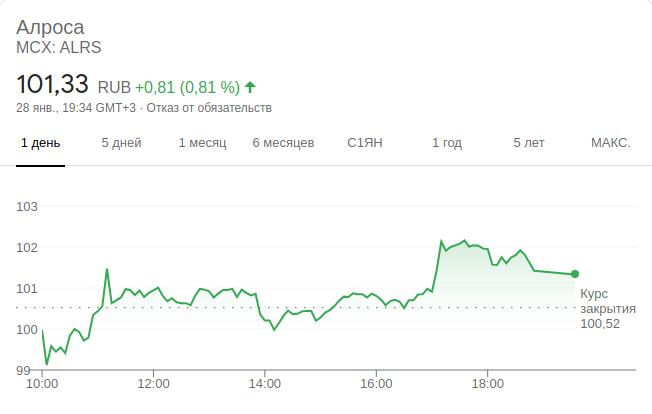 Алроса
MCX: ALRS
101,33 RUB +0,81 (0,81 %)
28 янв., 19:34 GMT+3 · Отказ от обязательств
1 день 5 дней 1 месяц 6 месяцев С1ЯН 1 год 5 лет МАКС.
103
102
101
100
99
Курс
закрытия
100,52
10:00 12:00 14:00 16:00 18:00